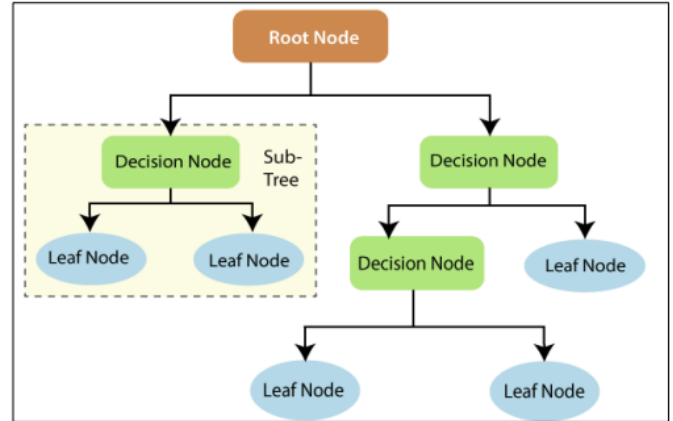 Root Node
Decision Node
Sub-
Tree
Decision Node
Leaf Node
Leaf Node
Decision Node
Leaf Node
Leaf Node
Leaf Node